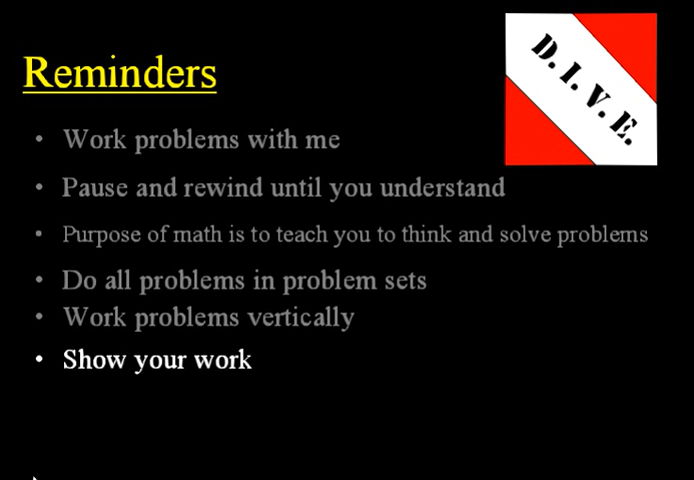 Reminders
D. I. V. E.
• Work problems with me
• Pause and rewind until you understand
• Purpose of math is to teach you to think and solve problems
• Do all problems in problem sets
• Work problems vertically
• Show your work